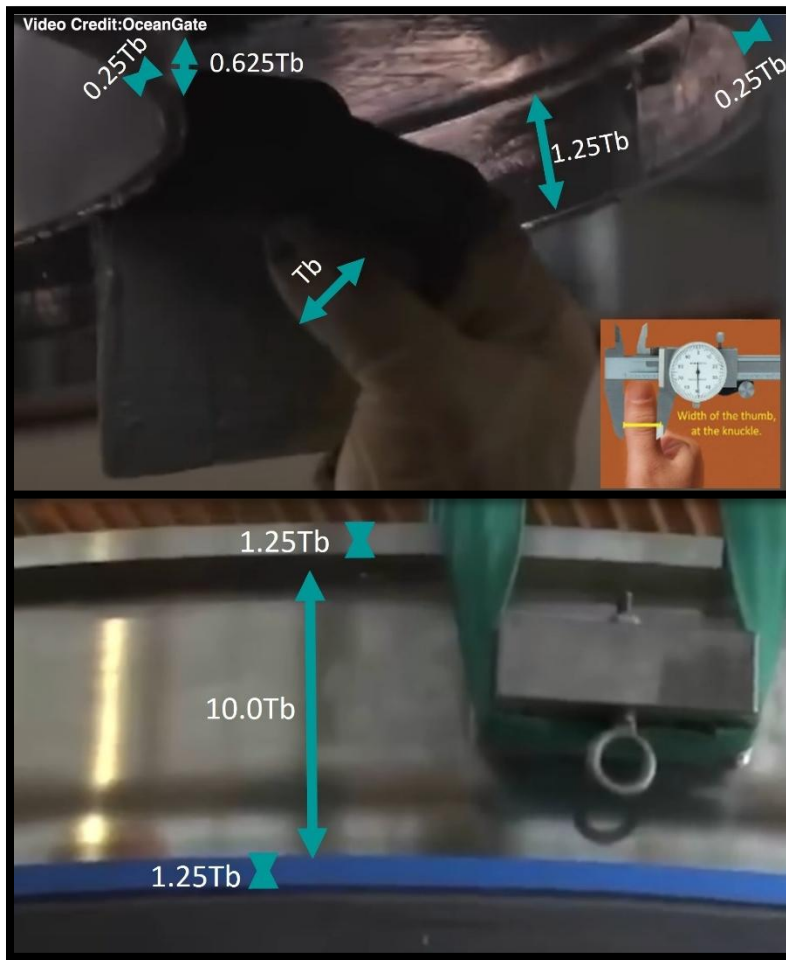 Video Credit:OceanGate
0.25Tb
0.625Tb
0.25Tb
1.25Tb
Tb
Width of the thumb,
at the knuckle.
1.25Tb
10.0Tb
1.25Tb